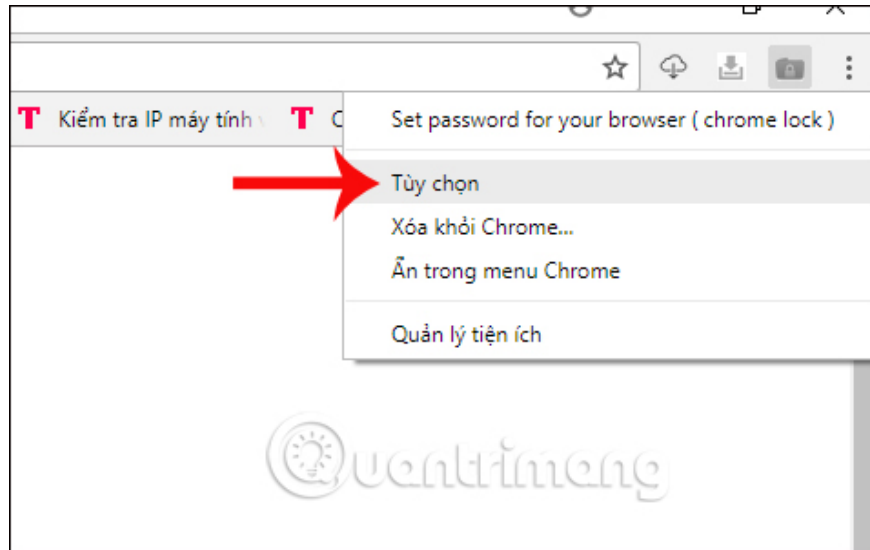 T Kiểm tra IP máy tính
T C
Set password for your browser ( chrome lock )
Tùy chọn
Xóa khỏi Chrome...
Ẩn trong menu Chrome
Quản lý tiện ích
Quantrimang